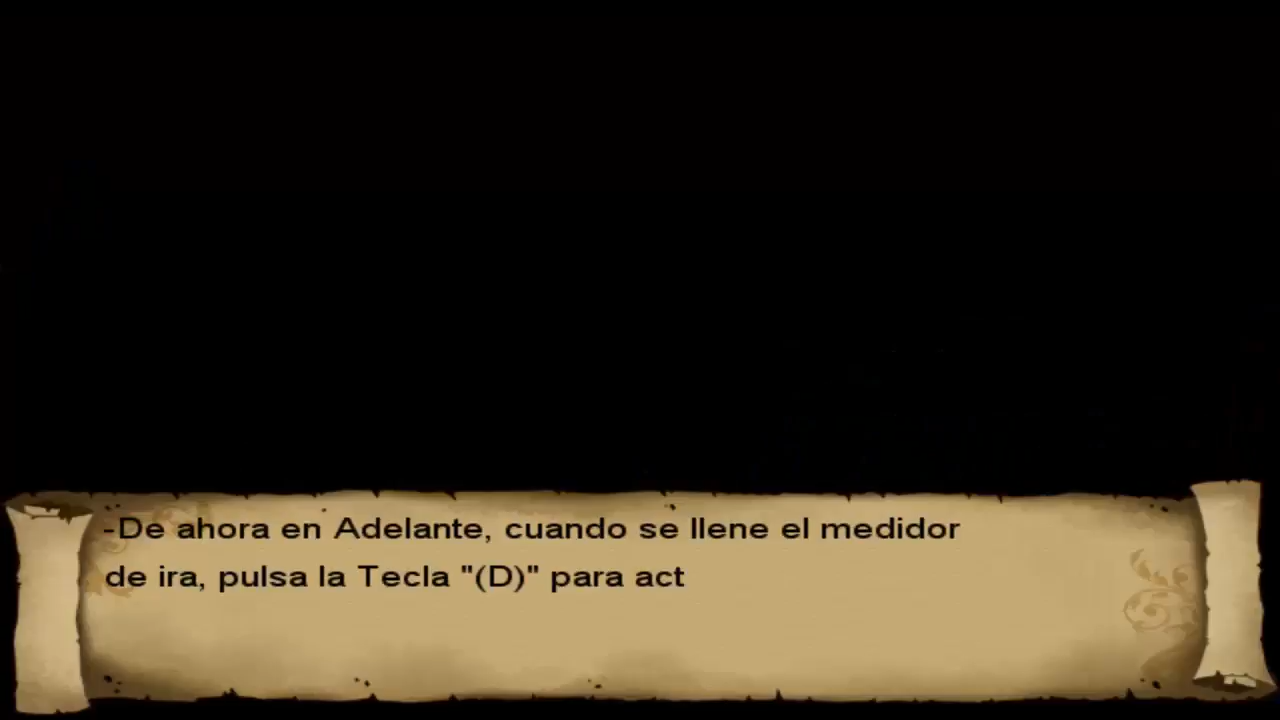 -De ahora en Adelante, cuando se llene el medidor
de ira, pulsa la Tecla "(D)" para act